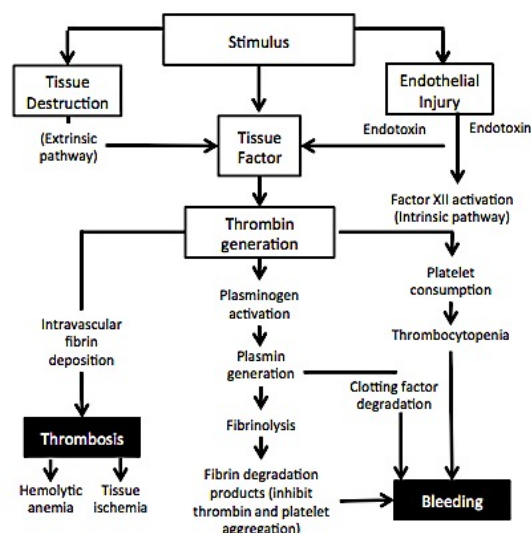 Stimulus
Tissue
Destruction
Endothelial
Injury
(Extrinsic
pathway)
Tissue
Factor
Endotoxin
Endotoxin
Factor XII activation
(Intrinsic pathway)
Thrombin
generation
Plasminogen
activation
Platelet
consumption
Intravascular
fibrin
deposition
Thrombocytopenia
Plasmin
generation
Clotting factor
degradation
Fibrinolysis
Thrombosis
Hemolytic
anemia
Tissue
ischemia
Fibrin degradation
products (inhibit
thrombin and platelet
aggregation)
Bleeding